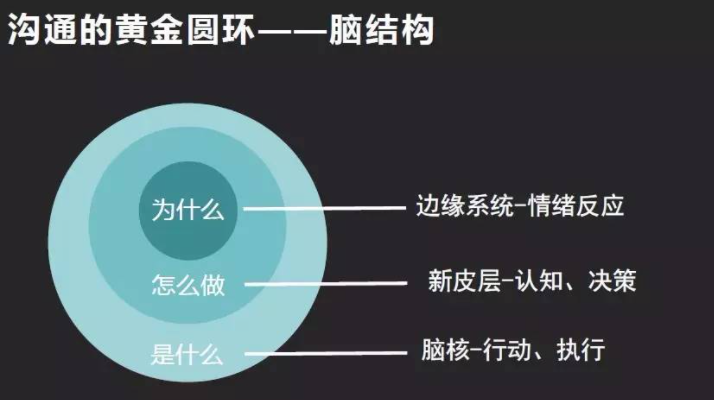 沟通的黄金圆环——脑结构
为什么 边缘系统-情绪反应
怎么做 新皮层-认知、决策
是什么 脑核-行动、执行